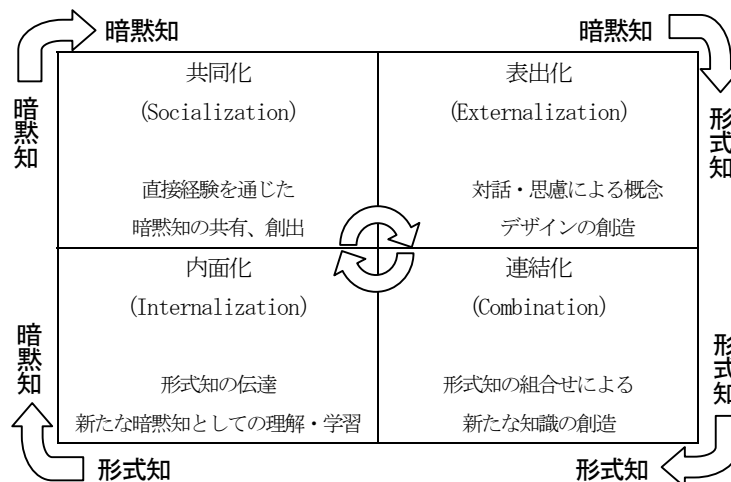 暗黙知
暗黙知
暗黙知
形式知
共同化
(Socialization)
直接経験を通じた
暗黙知の共有、創出
表出化
(Externalization)
対話・思慮による概念
デザインの創造
内面化
(Internalization)
形式知の伝達
新たな暗黙知としての理解・学習
連結化
(Combination)
形式知の組合せによる
新たな知識の創造
暗黙知
形式知
形式知
形式知